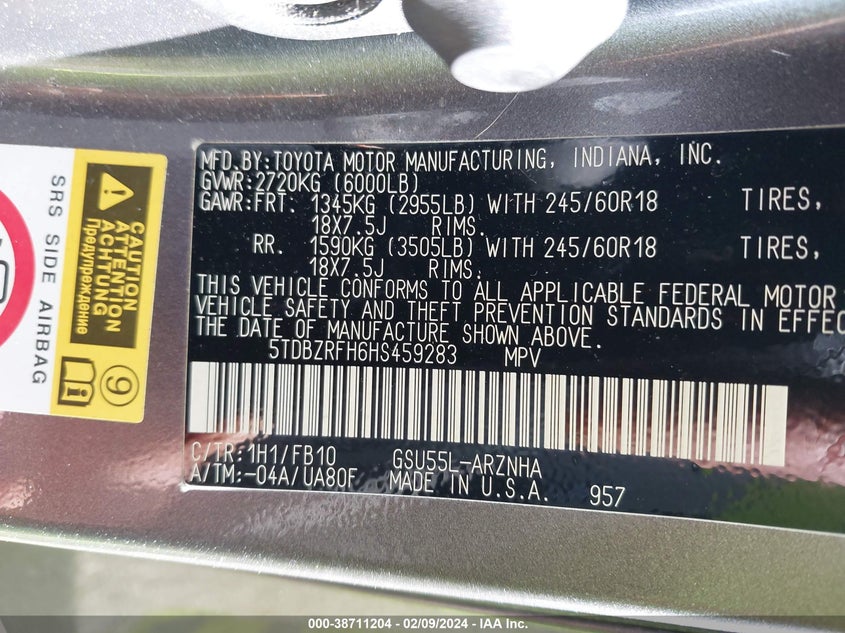 MFD.BY:TOYOTA MOTOR MANUFACTURING, INDIANA, INC.
GVWR:2720KG (6000LB)
GAWR:FRT. 1345KG (2955LB) WITH 245/60R18 TIRES,
18X7.5J RIMS.
RR. 1590KG (3505LB) WITH 245/60R18 TIRES,
18X7.5J RIMS.
THIS VEHICLE CONFORMS TO ALL APPLICABLE FEDERAL MOTOR
VEHICLE SAFETY AND THEFT PREVENTION STANDARDS IN EFFEC
THE DATE OF MANUFACTURE SHOWN ABOVE.
5TDBZRFH6HS459283 MPV
C/TR:1H1/FB10 GSU55L-ARZNHA
A/TM:-04A/UA80F MADE IN U.S.A. 957
SRS SIDE AIRBAG
CAUTION
ATTENTION
ACHTUNG
Предупреждение
9
000-38711204 - 02/09/2024 - IAA Inc.